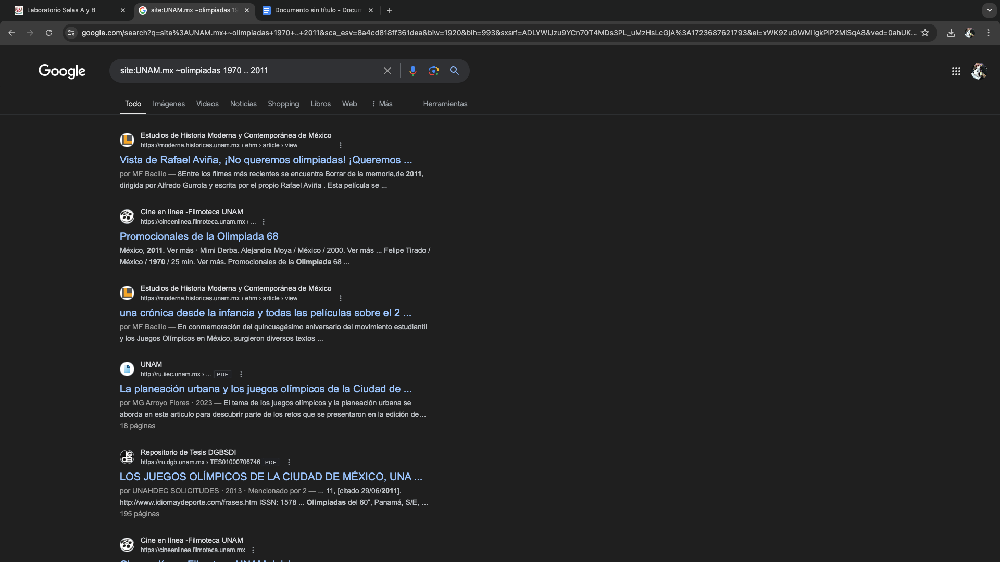 Laboratorio Salas A y B
site:UNAM.mx ~olimpiadas 19
Documento sin título - Docum
google.com/search?q=site%3AUNAM.mx+~olimpiadas+1970+..+2011&sca_esv=8a4cd818ff361dea&biw=1920&bih=993&sxsrf=ADLYWIJzu9YCn70T4MDs3PL_uMzHsLcGjA%3A1723687621793&ei=xWK9ZuGWMIigkPIP2MiSqA8&ved=0ahUK...
Google
site:UNAM.mx ~olimpiadas 1970 .. 2011
Todo Imágenes Videos Noticias Shopping Libros Web Más Herramientas
Estudios de Historia Moderna y Contemporánea de México
https://moderna.historicas.unam.mx › ehm › article › view
Vista de Rafael Aviña, ¡No queremos olimpiadas! ¡Queremos ...
por MF Bacilio — 8Entre los filmes más recientes se encuentra Borrar de la memoria,de 2011,
dirigida por Alfredo Gurrola y escrita por el propio Rafael Aviña . Esta película se ...
Cine en línea -Filmoteca UNAM
https://cineenlinea.filmoteca.unam.mx › ...
Promocionales de la Olimpiada 68
México, 2011. Ver más · Mimi Derba. Alejandra Moya / México / 2000. Ver más ... Felipe Tirado /
México / 1970 / 25 min. Ver más. Promocionales de la Olimpiada 68 ...
Estudios de Historia Moderna y Contemporánea de México
https://moderna.historicas.unam.mx › ehm › article › view
una crónica desde la infancia y todas las películas sobre el 2 ...
por MF Bacilio — En conmemoración del quincuagésimo aniversario del movimiento estudiantil
y los Juegos Olímpicos en México, surgieron diversos textos ...
UNAM
http://ru.iiec.unam.mx › ... PDF
La planeación urbana y los juegos olímpicos de la Ciudad de ...
por MG Arroyo Flores · 2023 — El tema de los juegos olímpicos y la planeación urbana se
aborda en este articulo para descubrir parte de los retos que se presentaron en la edición de...
18 páginas
Repositorio de Tesis DGBSDI
https://ru.dgb.unam.mx › TES01000706746 PDF
LOS JUEGOS OLÍMPICOS DE LA CIUDAD DE MÉXICO, UNA ...
por UNAHDEC SOLICITUDES · 2013 · Mencionado por 2 — ... 11, [citado 29/06/2011].
http://www.idiomaydeporte.com/frases.htm ISSN: 1578 ... Olimpiadas del 60”, Panamá, S/E, ...
195 páginas
Cine en línea -Filmoteca UNAM
https://cineenlinea.filmoteca.unam.mx